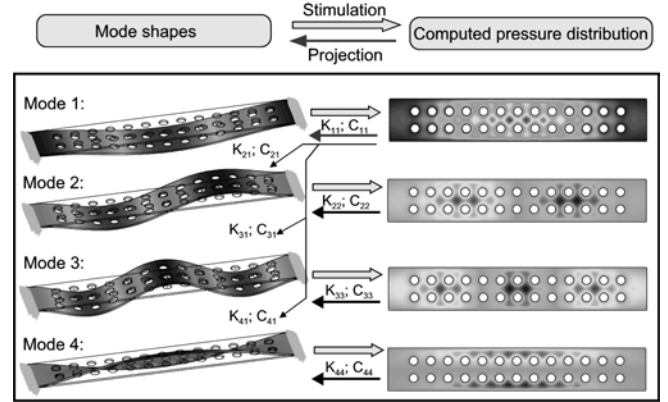 Stimulation
Mode shapes
Computed pressure distribution
Projection
Mode 1:
K11; C11
K21; C21
Mode 2:
K22; C22
K31; C31
Mode 3:
K33; C33
K41; C41
Mode 4:
K44; C44